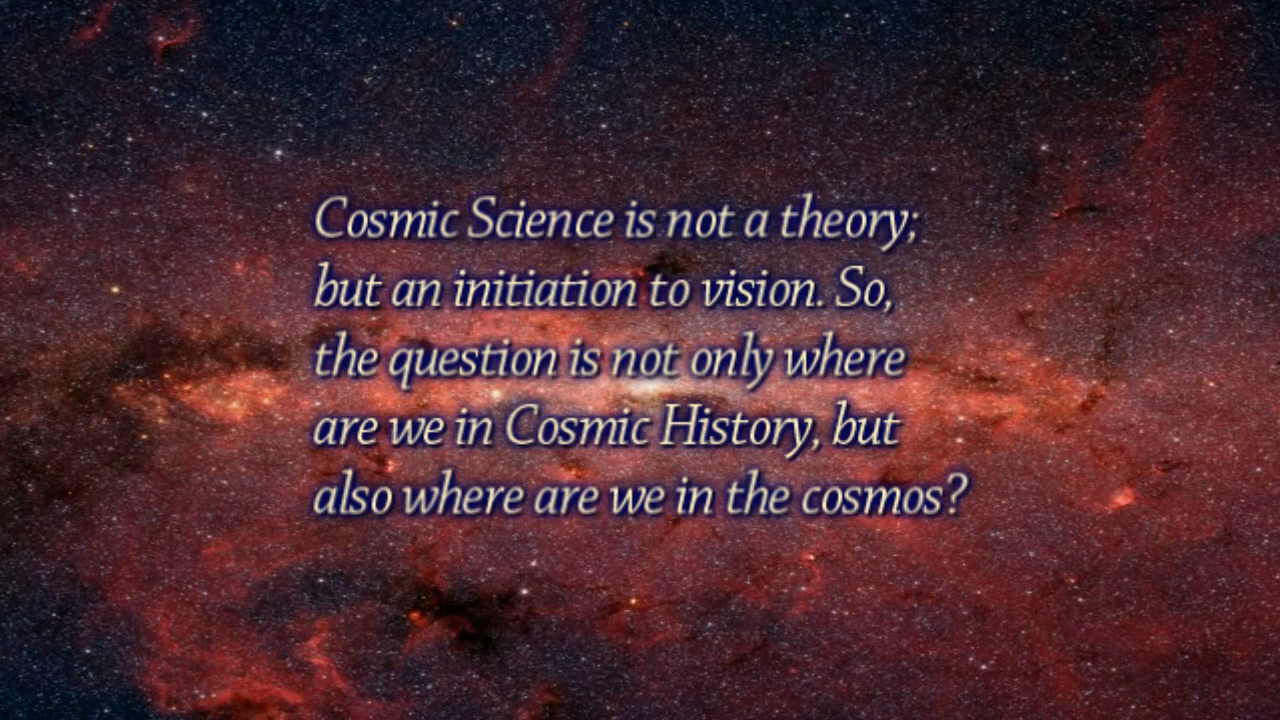 Cosmic Science is not a theory;
but an initiation to vision. So,
the question is not only where
are we in Cosmic History, but
also where are we in the cosmos?